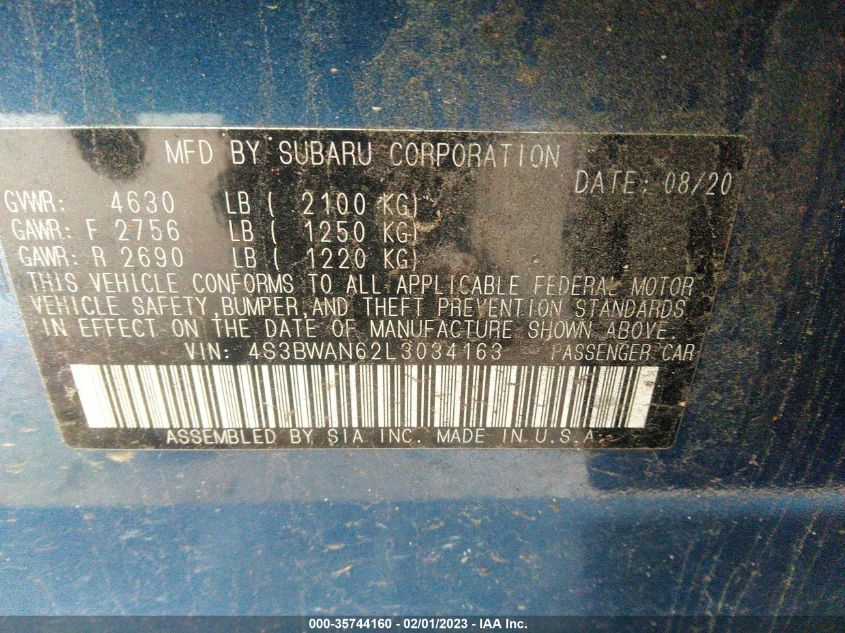 MFD BY SUBARU CORPORATION
DATE: 08/20
GVWR: 4630 LB ( 2100 KG)
GAWR: F 2756 LB ( 1250 KG)
GAWR: R 2690 LB ( 1220 KG)
THIS VEHICLE CONFORMS TO ALL APPLICABLE FEDERAL MOTOR
VEHICLE SAFETY,BUMPER,AND THEFT PREVENTION STANDARDS
IN EFFECT ON THE DATE OF MANUFACTURE SHOWN ABOVE.
VIN: 4S3BWAN62L3034163 PASSENGER CAR
ASSEMBLED BY SIA INC. MADE IN U.S.A.
000-35744160 - 02/01/2023 - IAA Inc.